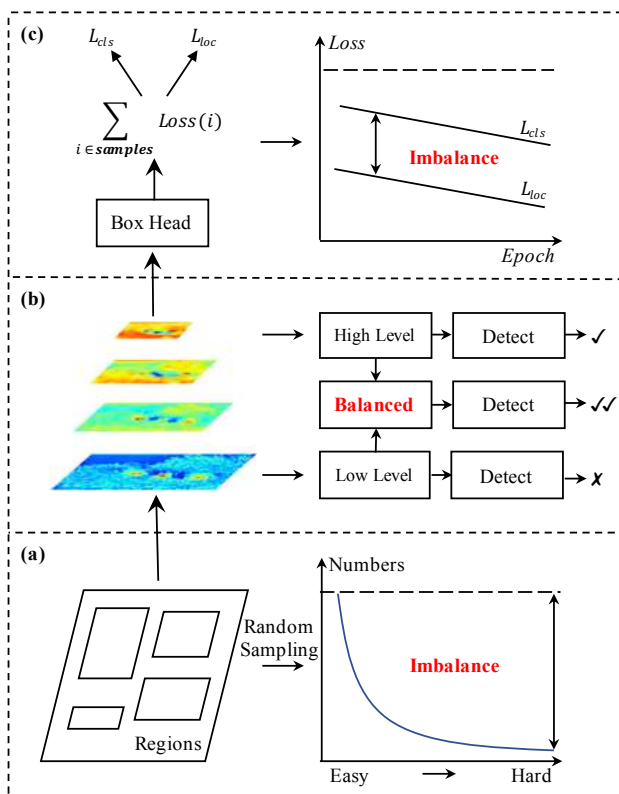 (c)
L_cls L_loc
∑ Loss(i)
i∈samples
Box Head
Loss
L_cls
Imbalance
L_loc
Epoch
(b)
High Level Detect ✓
Balanced Detect ✓✓
Low Level Detect ✗
(a)
Regions
Random
Sampling
Numbers
Imbalance
Easy Hard